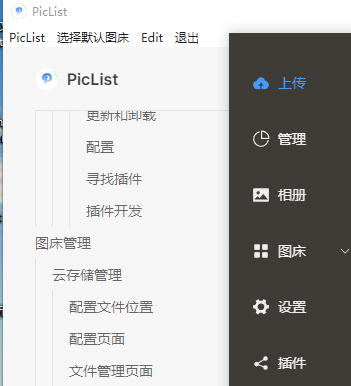 PicList
PicList 选择默认图床 Edit 退出
PicList
更新和卸载
配置
寻找插件
插件开发
图床管理
云存储管理
配置文件位置
配置页面
文件管理页面
上传
管理
相册
图床
设置
插件